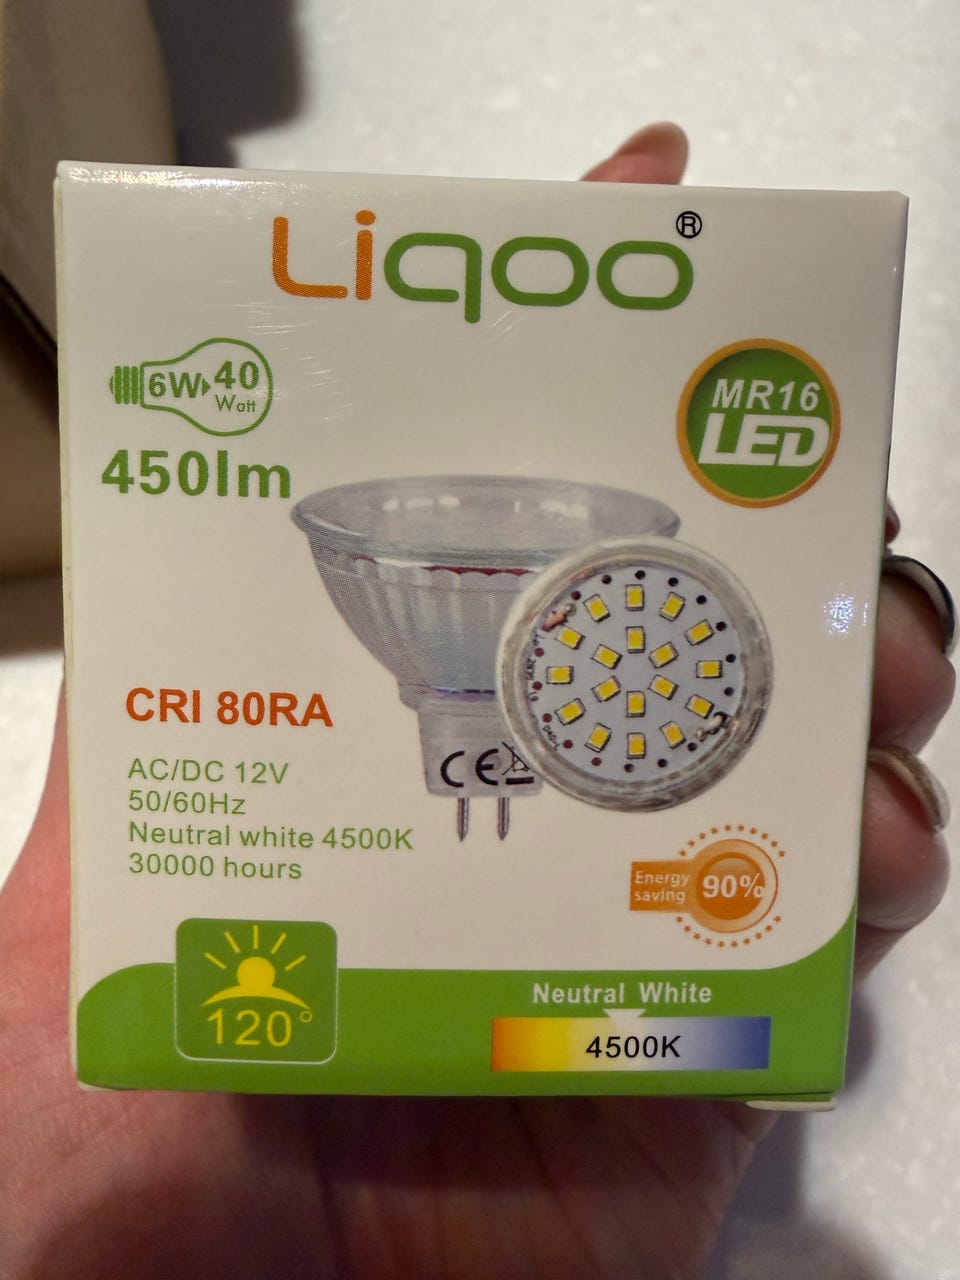 Liqoo®
6W 40
Watt
450lm
MR16
LED
CRI 80RA
AC/DC 12V
50/60Hz
Neutral white 4500K
30000 hours
CE
Energy
saving
90%
120°
Neutral White
4500K